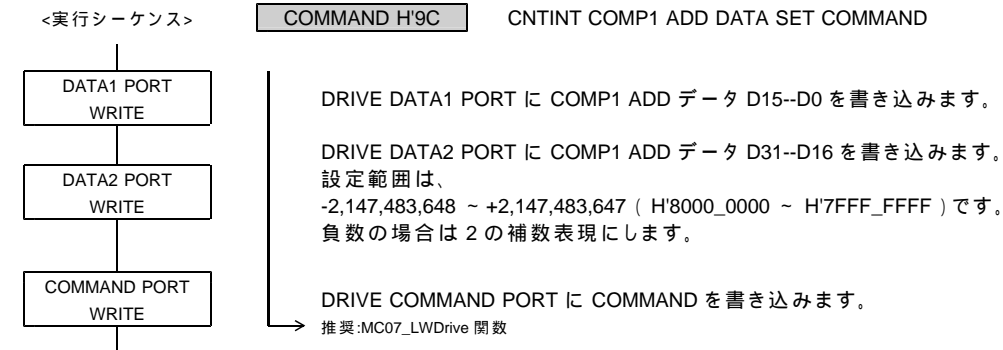 <実行シーケンス>
COMMAND H'9C
CNTINT COMP1 ADD DATA SET COMMAND
DATA1 PORT
WRITE
DRIVE DATA1 PORT に COMP1 ADD データ D15--D0 を書き込みます。
DATA2 PORT
WRITE
DRIVE DATA2 PORT に COMP1 ADD データ D31--D16 を書き込みます。
設定範囲は、
-2,147,483,648 ~ +2,147,483,647 ( H'8000_0000 ~ H'7FFF_FFFF ) です。
負数の場合は 2 の補数表現にします。
COMMAND PORT
WRITE
DRIVE COMMAND PORT に COMMAND を書き込みます。
推奨:MC07_LWDrive 関数